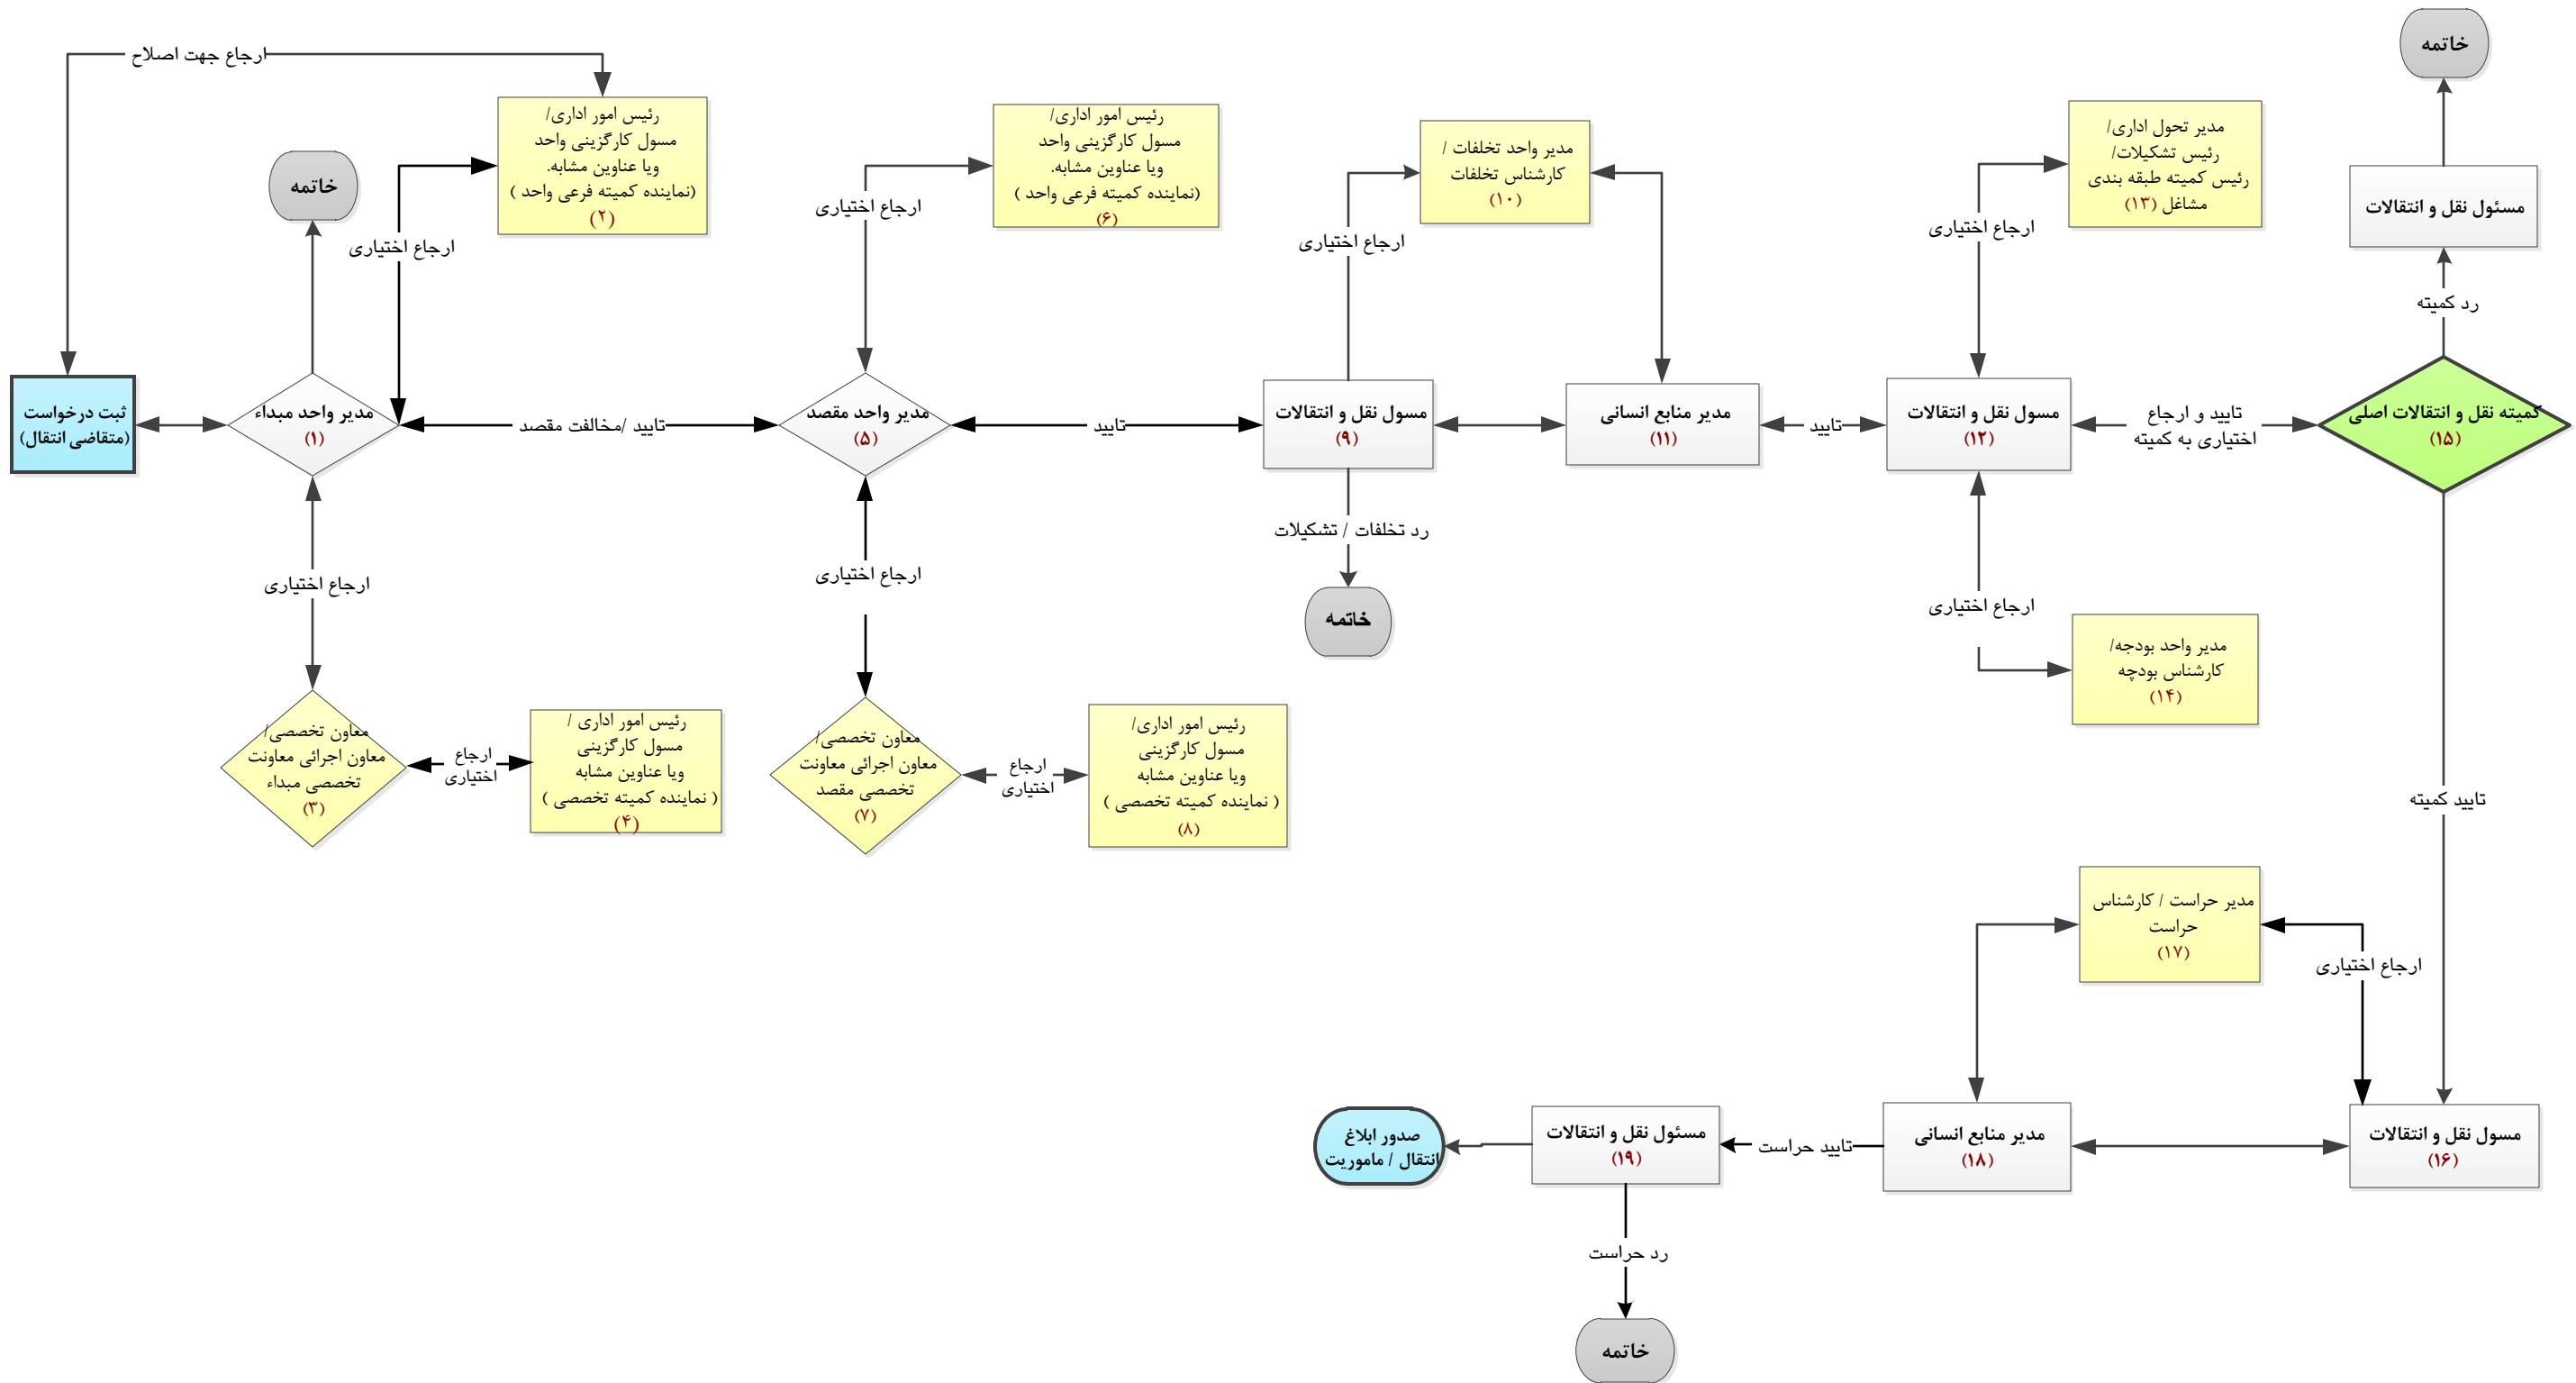 ارجاع جهت اصلاح
ثبت درخواست
(متقاضی انتقال)
خاتمه
مدیر واحد مبداء
(۱)
ارجاع اختیاری
رئیس امور اداری/
مسول کارگزینی واحد
ویا عناوین مشابه.
(نماینده کمیته فرعی واحد )
(۲)
ارجاع اختیاری
معاون تخصصی/
معاون اجرائی معاونت
تخصصی مبداء
(۳)
ارجاع
اختیاری
رئیس امور اداری /
مسول کارگزینی
ویا عناوین مشابه
( نماینده کمیته تخصصی )
(۴)
تایید /مخالفت مقصد
مدیر واحد مقصد
(۵)
ارجاع اختیاری
رئیس امور اداری/
مسول کارگزینی واحد
ویا عناوین مشابه.
(نماینده کمیته فرعی واحد )
(۶)
ارجاع اختیاری
معاون تخصصی/
معاون اجرائی معاونت
تخصصی مقصد
(۷)
ارجاع
اختیاری
رئیس امور اداری/
مسول کارگزینی
ویا عناوین مشابه
( نماینده کمیته تخصصی )
(۸)
تایید
مسول نقل و انتقالات
(۹)
ارجاع اختیاری
مدیر واحد تخلفات /
کارشناس تخلفات
(۱۰)
رد تخلفات / تشکیلات
خاتمه
مدیر منابع انسانی
(۱۱)
تایید
مسول نقل و انتقالات
(۱۲)
ارجاع اختیاری
مدیر تحول اداری/
رئیس تشکیلات/
رئیس کمیته طبقه بندی
مشاغل (۱۳)
ارجاع اختیاری
مدیر واحد بودجه/
کارشناس بودچه
(۱۴)
تایید و ارجاع
اختیاری به کمیته
کمیته نقل و انتقالات اصلی
(۱۵)
رد کمیته
مسئول نقل و انتقالات
خاتمه
تایید کمیته
مسول نقل و انتقالات
(۱۶)
ارجاع اختیاری
مدیر حراست / کارشناس
حراست
(۱۷)
مدیر منابع انسانی
(۱۸)
تایید حراست
مسئول نقل و انتقالات
(۱۹)
صدور ابلاغ
انتقال / ماموریت
رد حراست
خاتمه